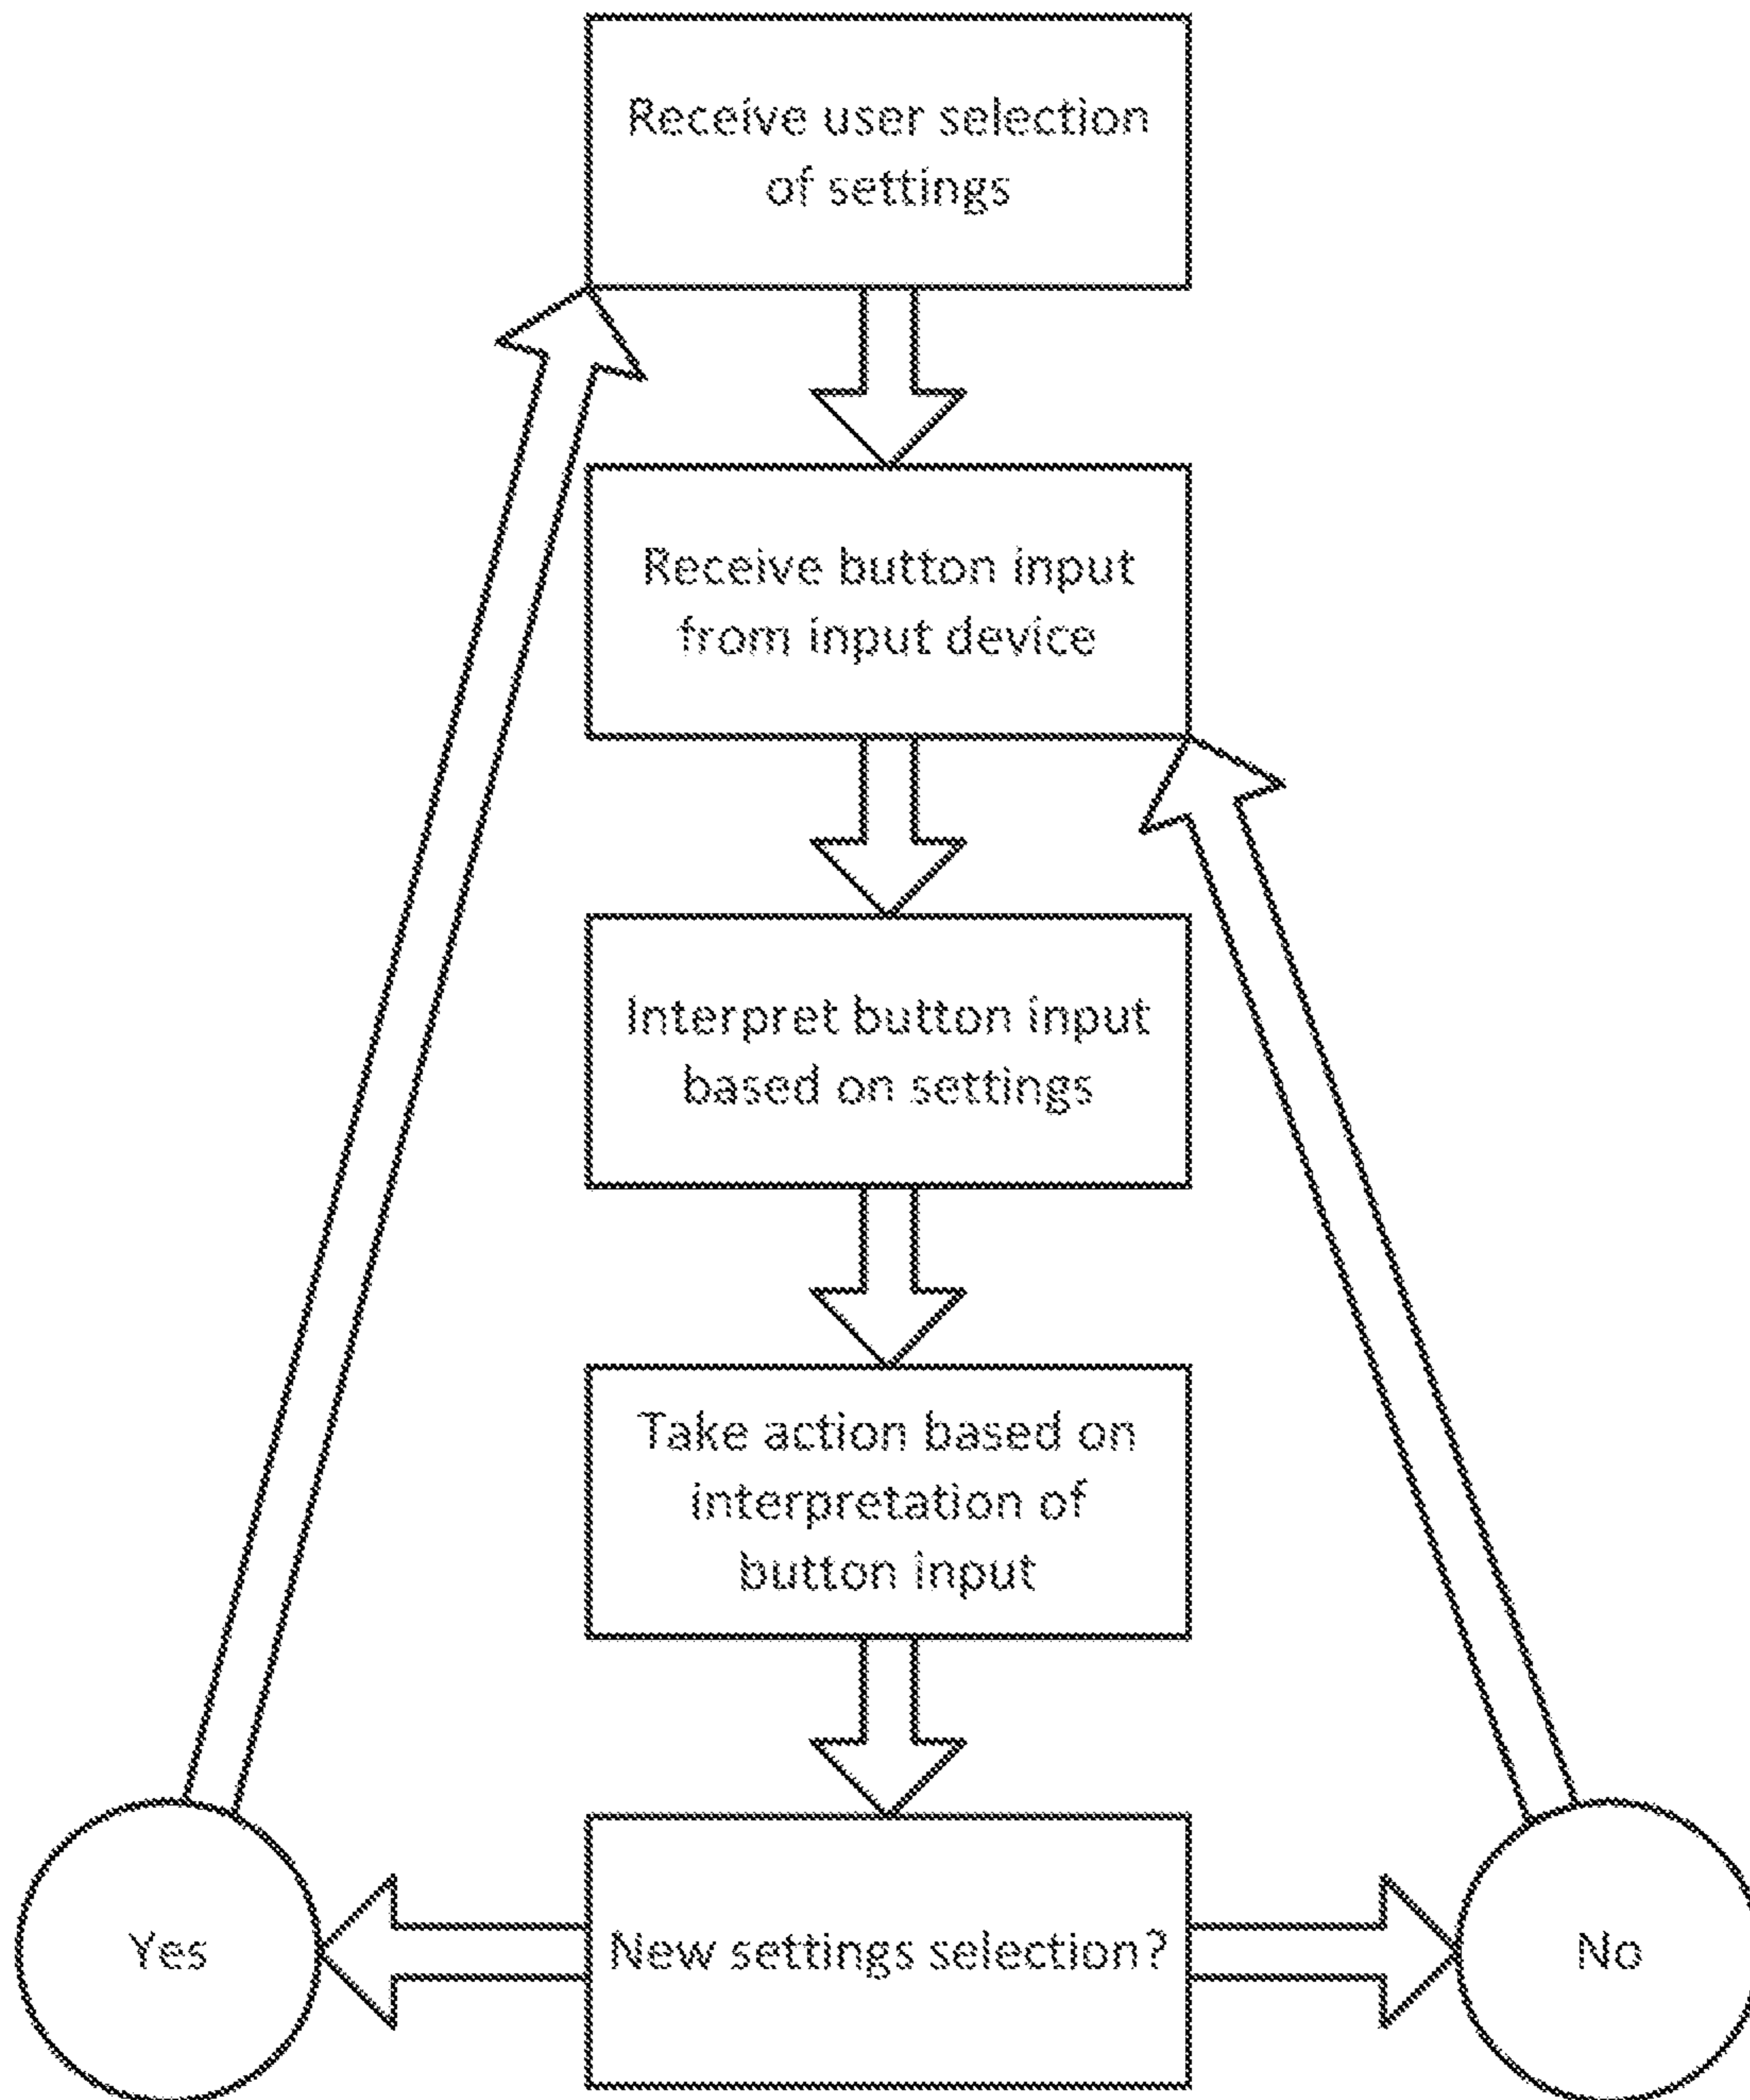 Receive user selection
of settings
Receive button input
from input device
Interpret button input
based on settings
Take action based on
interpretation of
button input
Yes
New settings selection?
No